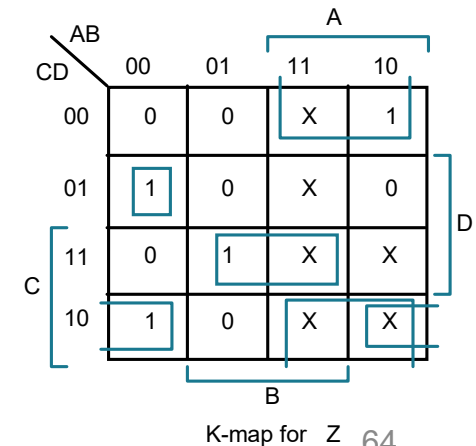 A
AB
CD
00 01 11 10
00 0 0 X 1
01 1 0 X 0
D
11 0 1 X X
C
10 1 0 X X
B
K-map for Z 64